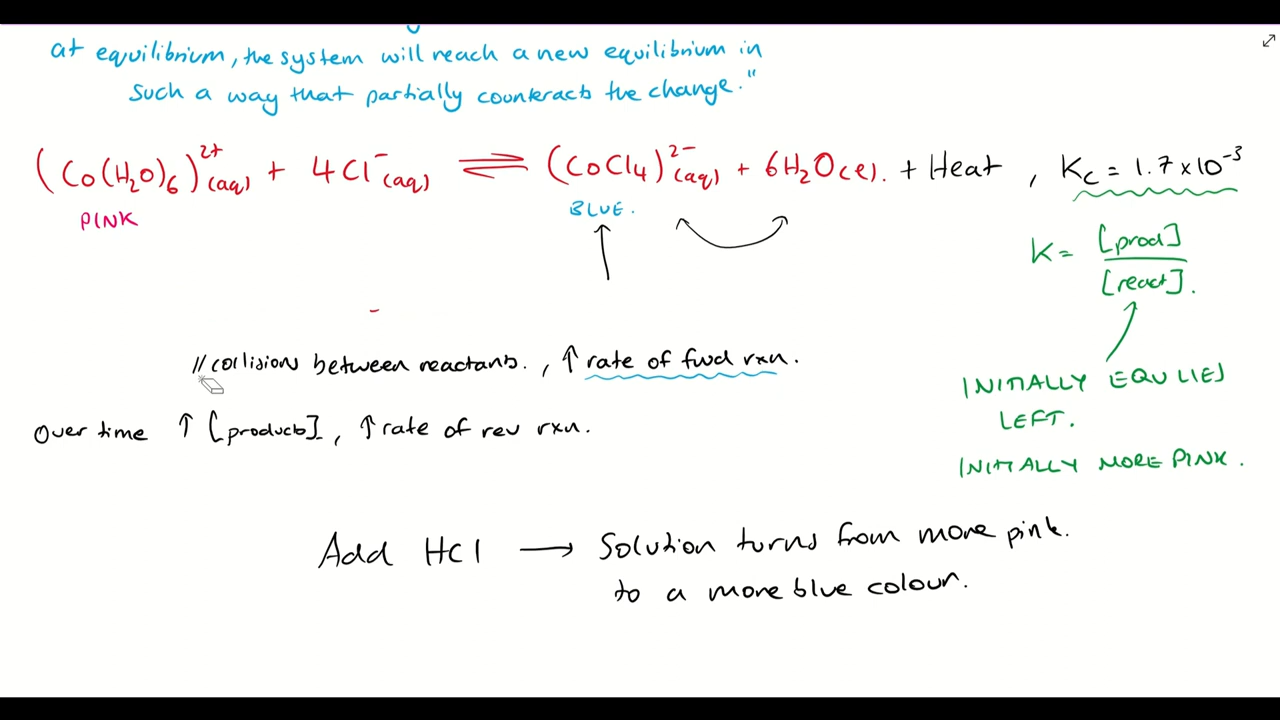 at equilibrium, the system will reach a new equilibrium in
such a way that partially counteracts the change."
(Co(H₂O)₆)²⁺(aq) + 4Cl⁻(aq) ⇌ (CoCl₄)²⁻(aq) + 6H₂O(l). + Heat , Kc = 1.7 x 10⁻³
PINK
BLUE.
K = [prod]/[react].
// collisions between reactants. , ↑ rate of fwd rxn.
INITIALLY EQU LIES
LEFT.
Over time ↑ [products], ↑ rate of rev rxn.
INITIALLY MORE PINK.
Add HCl → Solution turns from more pink.
to a more blue colour.